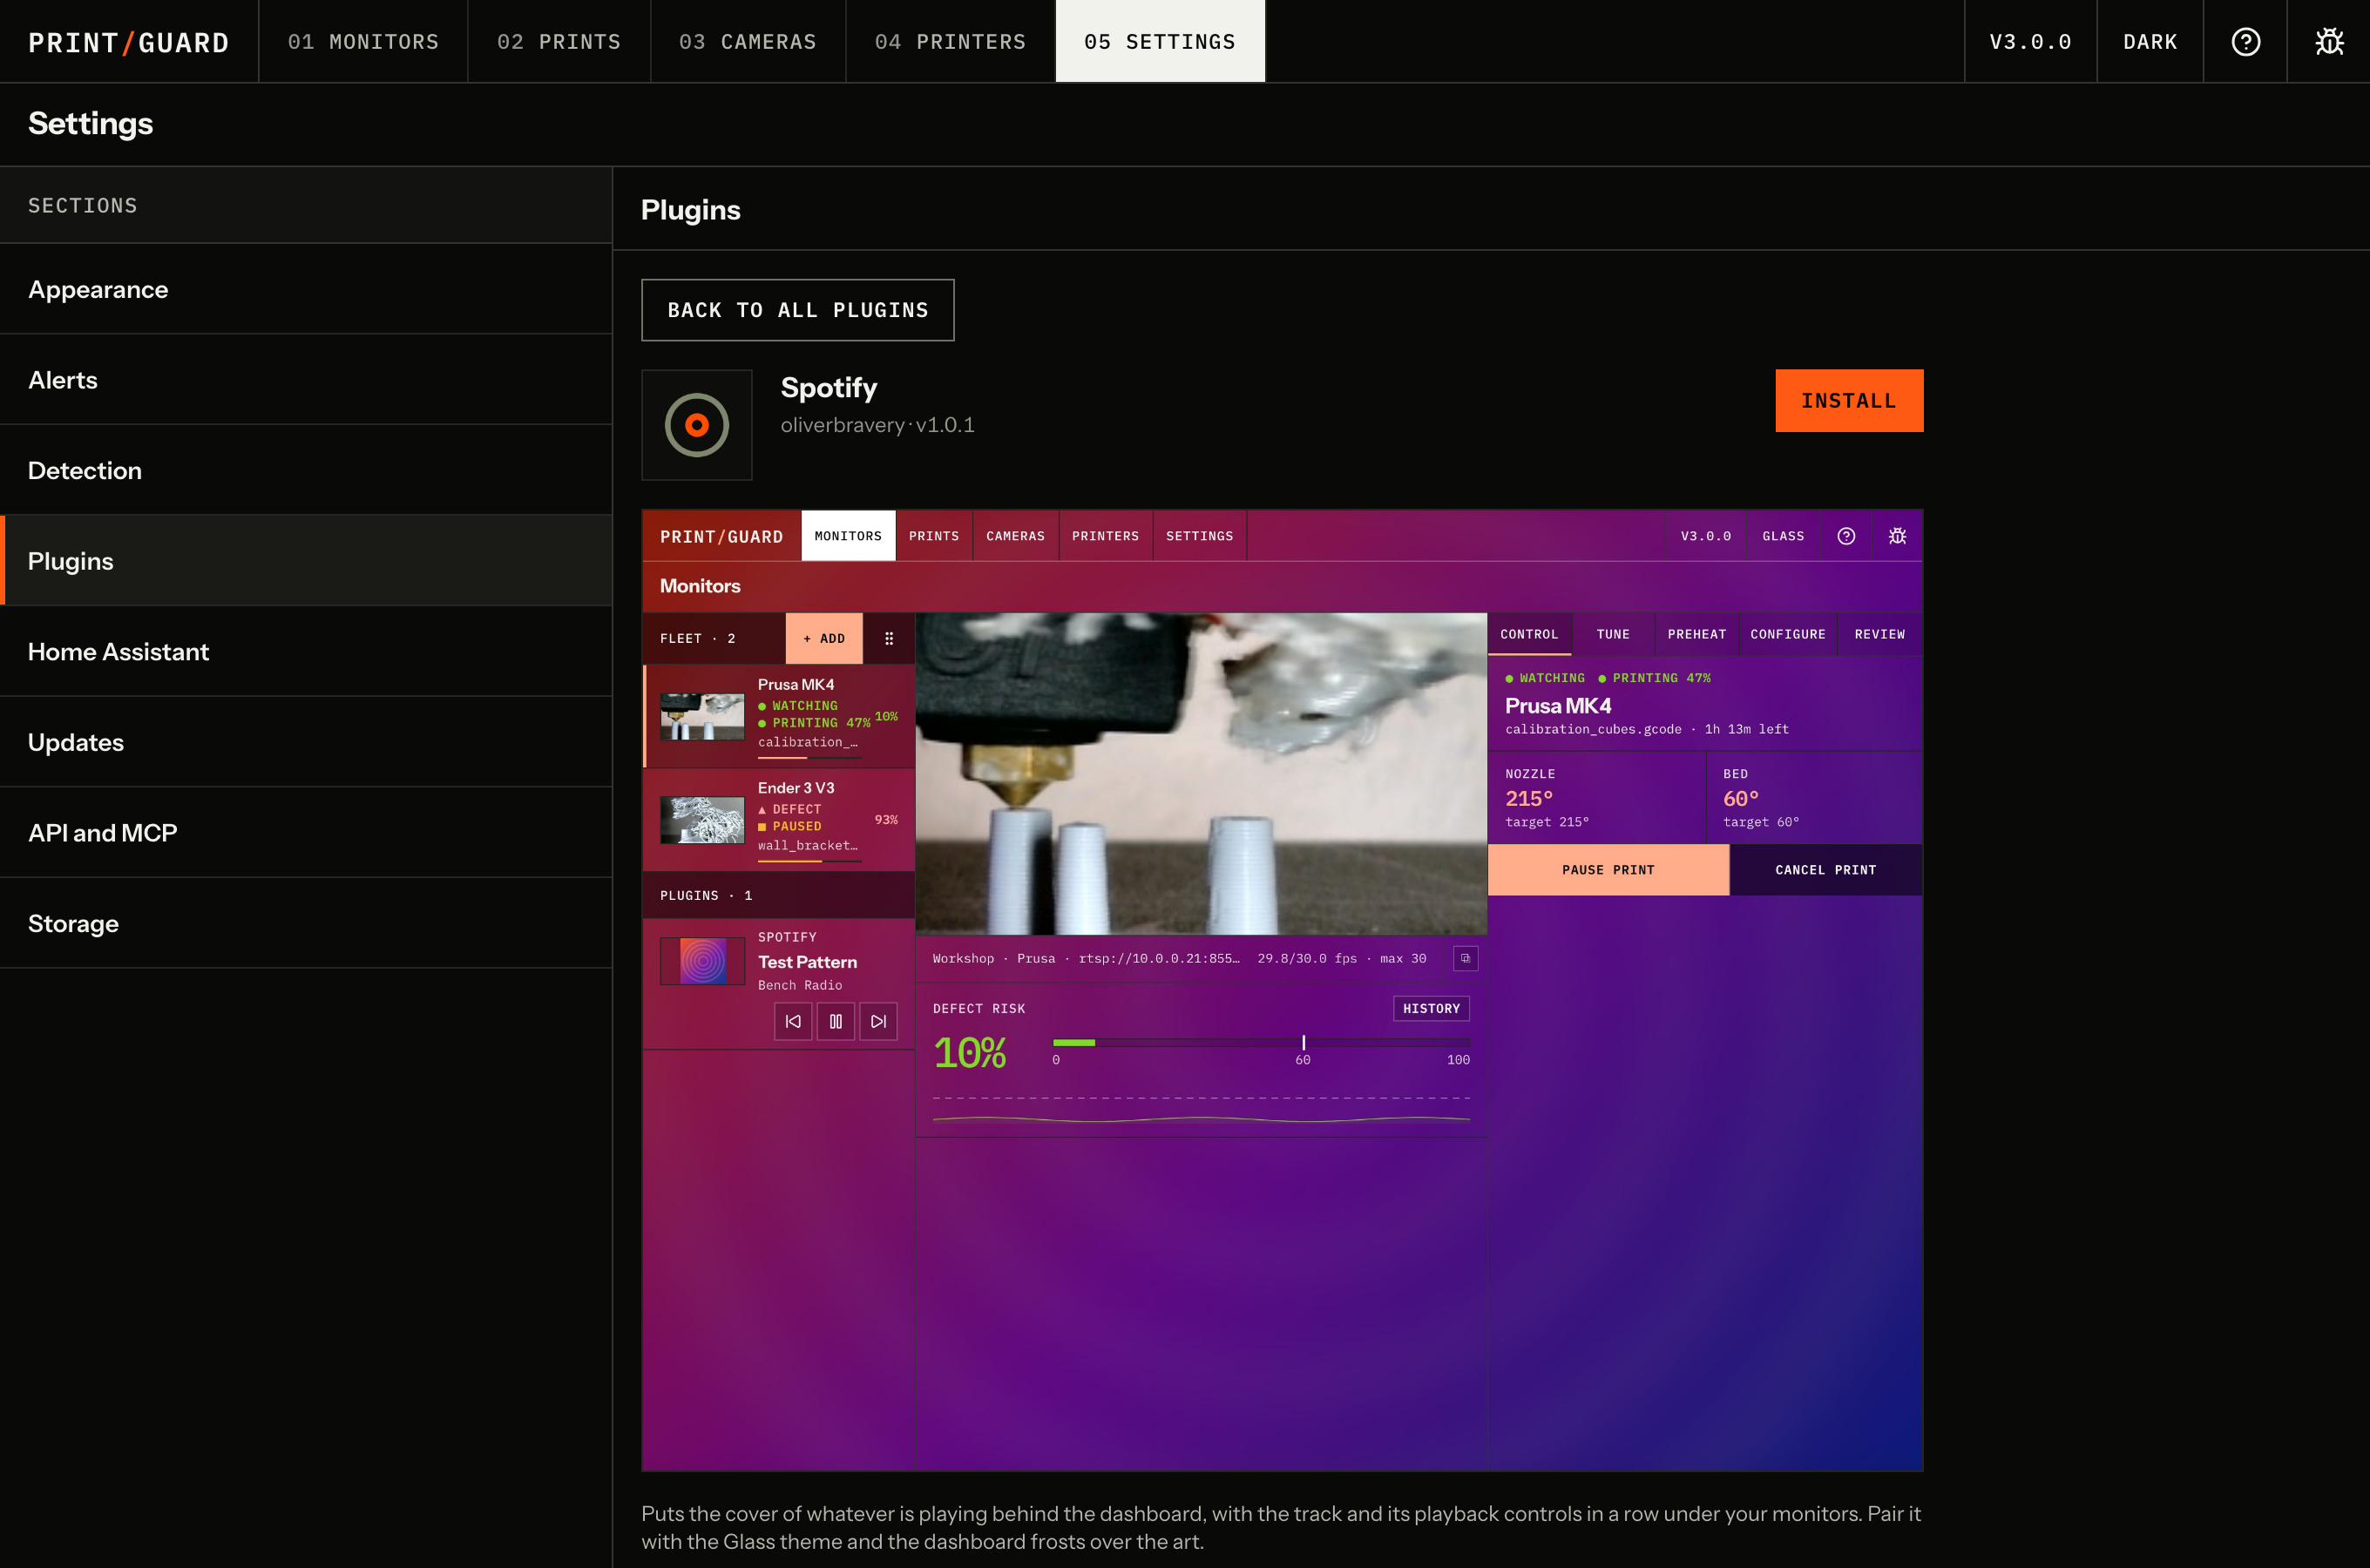 PRINT/GUARD
01 MONITORS
02 PRINTS
03 CAMERAS
04 PRINTERS
05 SETTINGS
V3.0.0
DARK
Settings
SECTIONS
Appearance
Alerts
Detection
Plugins
Home Assistant
Updates
API and MCP
Storage
Plugins
BACK TO ALL PLUGINS
Spotify
oliverbravery · v1.0.1
INSTALL
PRINT/GUARD
MONITORS
PRINTS
CAMERAS
PRINTERS
SETTINGS
V3.0.0
GLASS
Monitors
FLEET · 2
+ ADD
Prusa MK4
WATCHING
PRINTING 47%
10%
calibration_…
Ender 3 V3
DEFECT
PAUSED
93%
wall_bracket…
PLUGINS · 1
SPOTIFY
Test Pattern
Bench Radio
Workshop · Prusa · rtsp://10.0.0.21:855… 29.8/30.0 fps · max 30
DEFECT RISK
HISTORY
10%
0
60
100
CONTROL
TUNE
PREHEAT
CONFIGURE
REVIEW
WATCHING
PRINTING 47%
Prusa MK4
calibration_cubes.gcode · 1h 13m left
NOZZLE
215°
target 215°
BED
60°
target 60°
PAUSE PRINT
CANCEL PRINT
Puts the cover of whatever is playing behind the dashboard, with the track and its playback controls in a row under your monitors. Pair it
with the Glass theme and the dashboard frosts over the art.